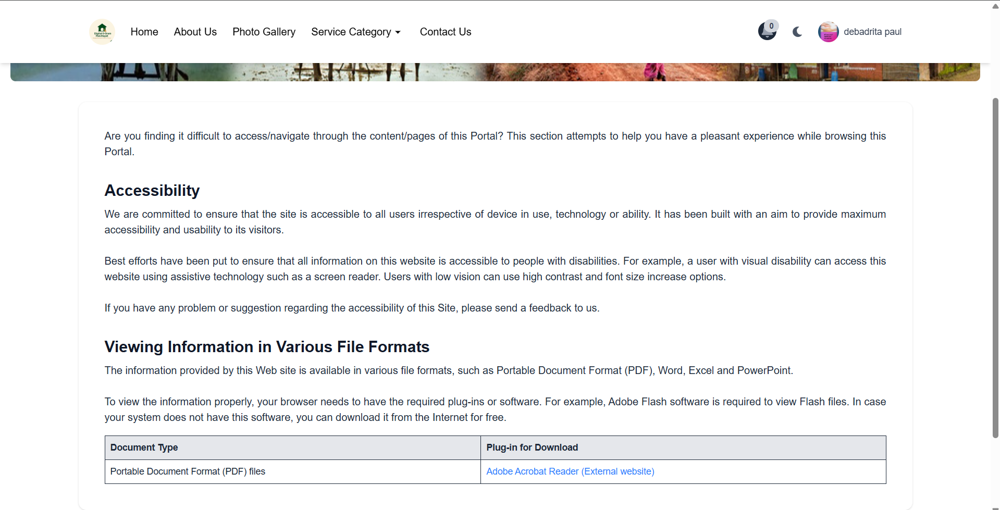 Digital E-Gram
Panchayat
Home
About Us
Photo Gallery
Service Category
Contact Us
0
debadrita paul
Are you finding it difficult to access/navigate through the content/pages of this Portal? This section attempts to help you have a pleasant experience while browsing this
Portal.
Accessibility
We are committed to ensure that the site is accessible to all users irrespective of device in use, technology or ability. It has been built with an aim to provide maximum
accessibility and usability to its visitors.
Best efforts have been put to ensure that all information on this website is accessible to people with disabilities. For example, a user with visual disability can access this
website using assistive technology such as a screen reader. Users with low vision can use high contrast and font size increase options.
If you have any problem or suggestion regarding the accessibility of this Site, please send a feedback to us.
Viewing Information in Various File Formats
The information provided by this Web site is available in various file formats, such as Portable Document Format (PDF), Word, Excel and PowerPoint.
To view the information properly, your browser needs to have the required plug-ins or software. For example, Adobe Flash software is required to view Flash files. In case
your system does not have this software, you can download it from the Internet for free.
Document Type
Plug-in for Download
Portable Document Format (PDF) files
Adobe Acrobat Reader (External website)